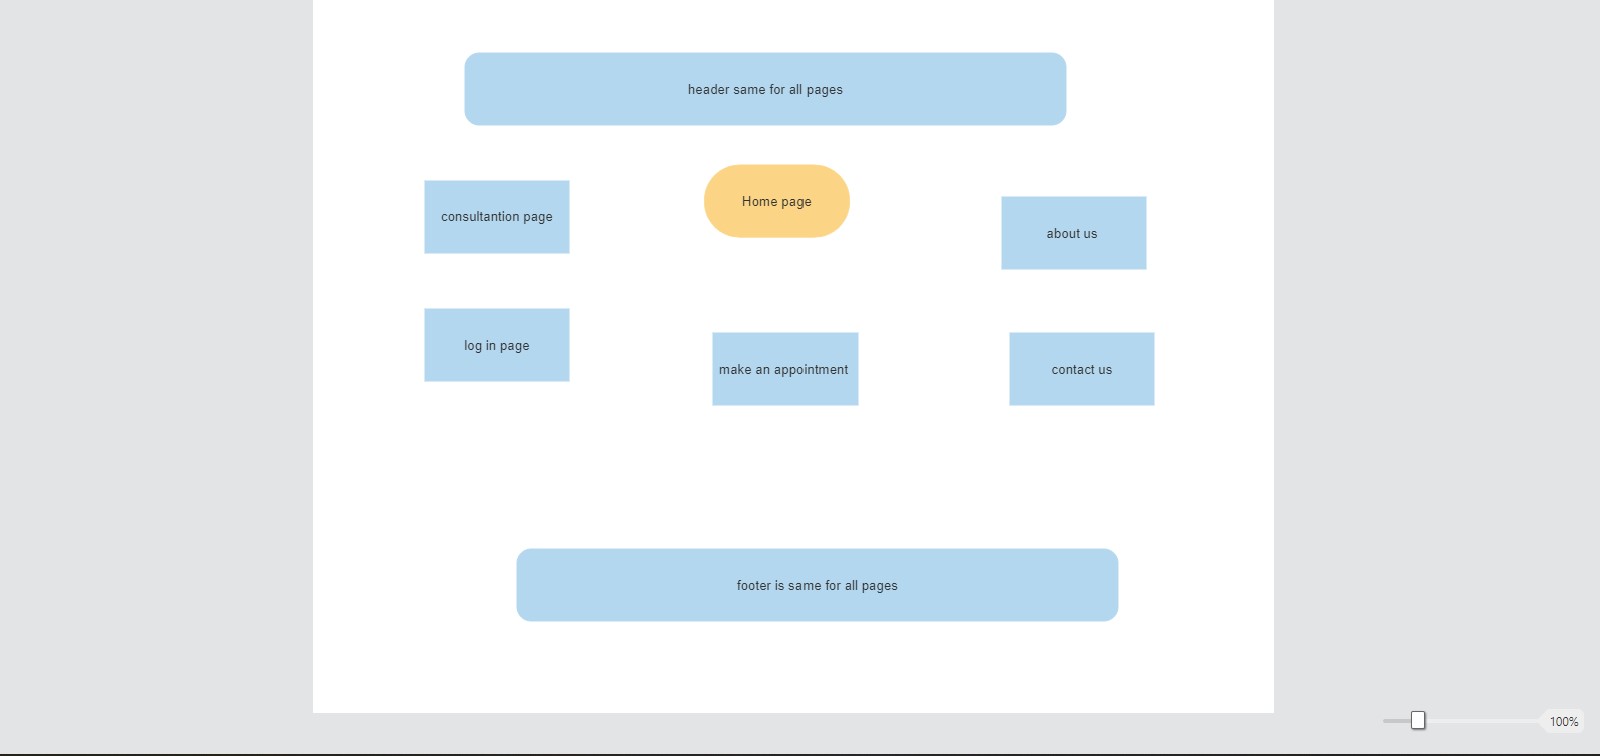 header same for all pages
consultantion page
Home page
about us
log in page
make an appointment
contact us
footer is same for all pages
100%